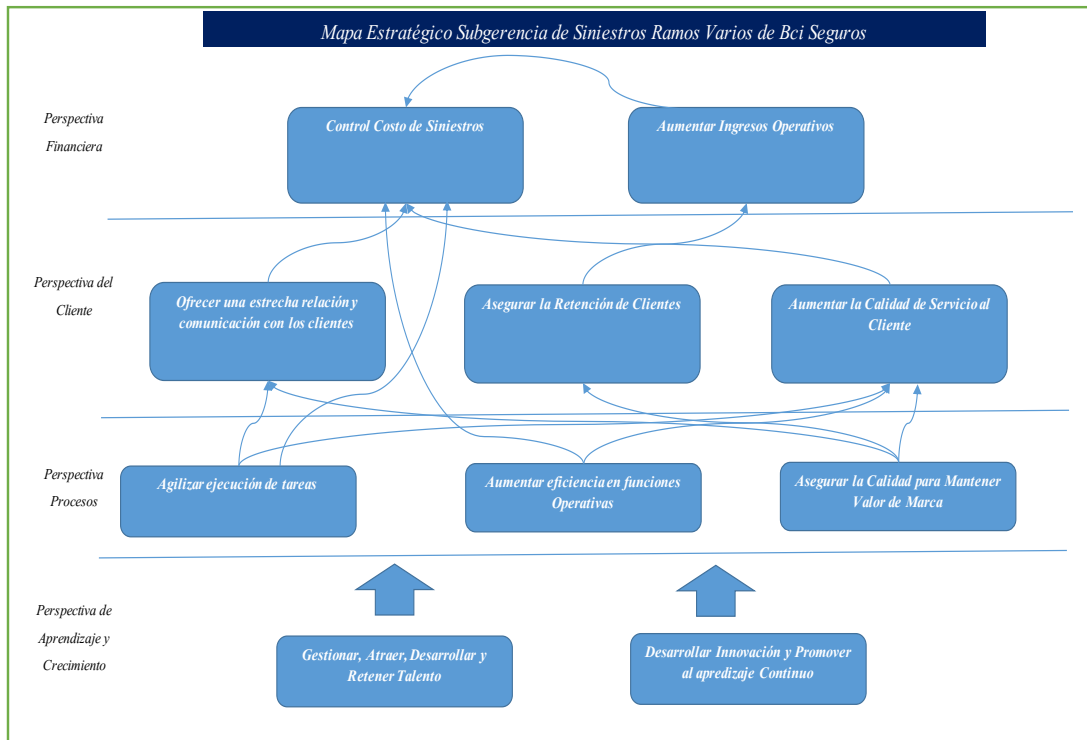 Mapa Estratégico Subgerencia de Siniestros Ramos Varios de Bci Seguros
Perspectiva
Financiera
Control Costo de Siniestros
Aumentar Ingresos Operativos
Perspectiva del
Cliente
Ofrecer una estrecha relación y
comunicación con los clientes
Asegurar la Retención de Clientes
Aumentar la Calidad de Servicio al
Cliente
Perspectiva
Procesos
Agilizar ejecución de tareas
Aumentar eficiencia en funciones
Operativas
Asegurar la Calidad para Mantener
Valor de Marca
Perspectiva de
Aprendizaje y
Crecimiento
Gestionar, Atraer, Desarrollar y
Retener Talento
Desarrollar Innovación y Promover
al apredizaje Continuo